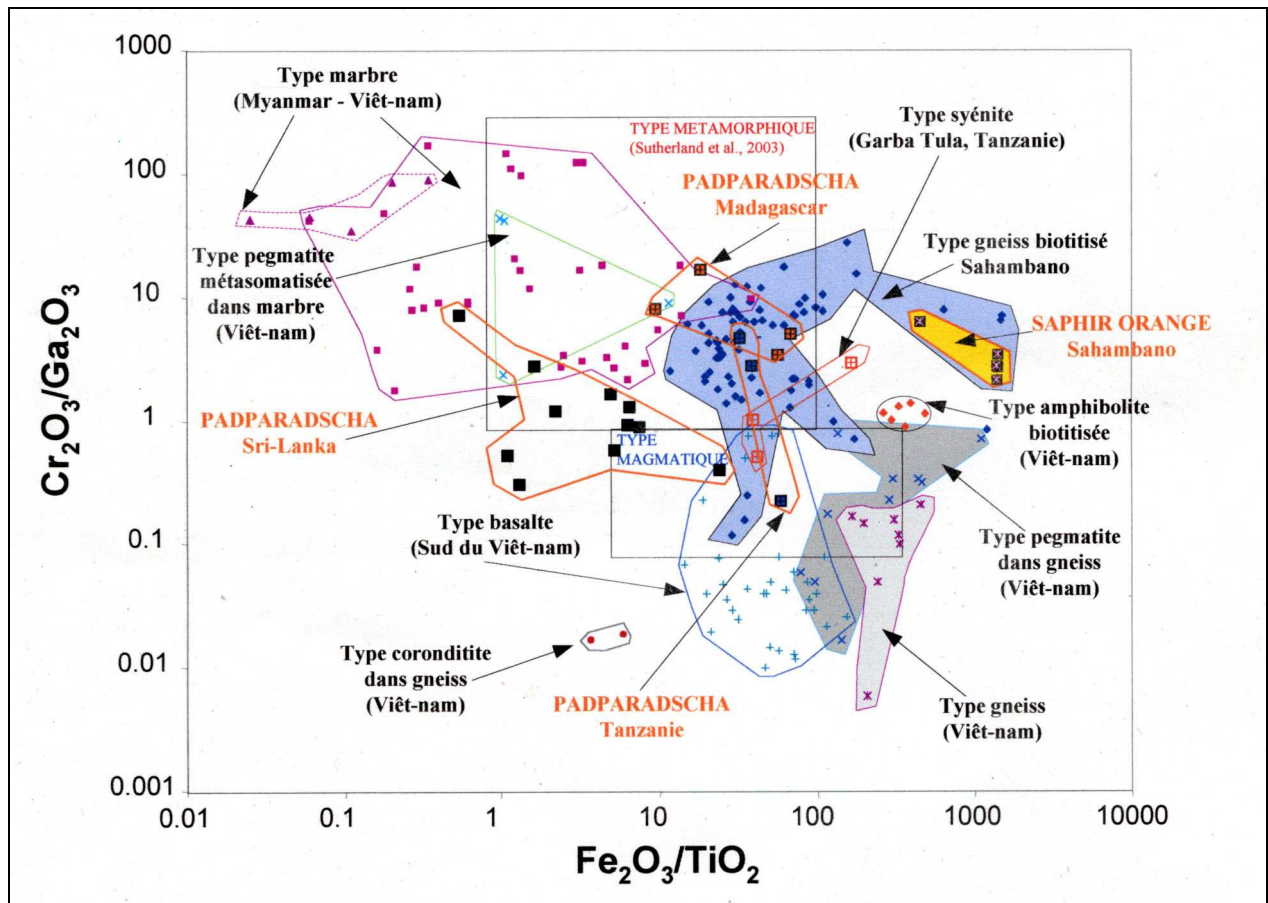 1000
100
10
1
0.1
0.01
0.001
Cr2O3/Ga2O3
Type marbre
(Myanmar - Viêt-nam)
TYPE METAMORPHIQUE
(Sutherland et al., 2003)
Type syénite
(Garba Tula, Tanzanie)
PADPARADSCHA
Madagascar
Type pegmatite
métasomatisée
dans marbre
(Viêt-nam)
Type gneiss biotitisé
Sahambano
SAPHIR ORANGE
Sahambano
PADPARADSCHA
Sri-Lanka
TYPE
MAGMATIQUE
Type amphibolite
biotitisée
(Viêt-nam)
Type basalte
(Sud du Viêt-nam)
Type pegmatite
dans gneiss
(Viêt-nam)
Type coronditite
dans gneiss
(Viêt-nam)
PADPARADSCHA
Tanzanie
Type gneiss
(Viêt-nam)
0.01 0.1 1 10 100 1000 10000
Fe2O3/TiO2